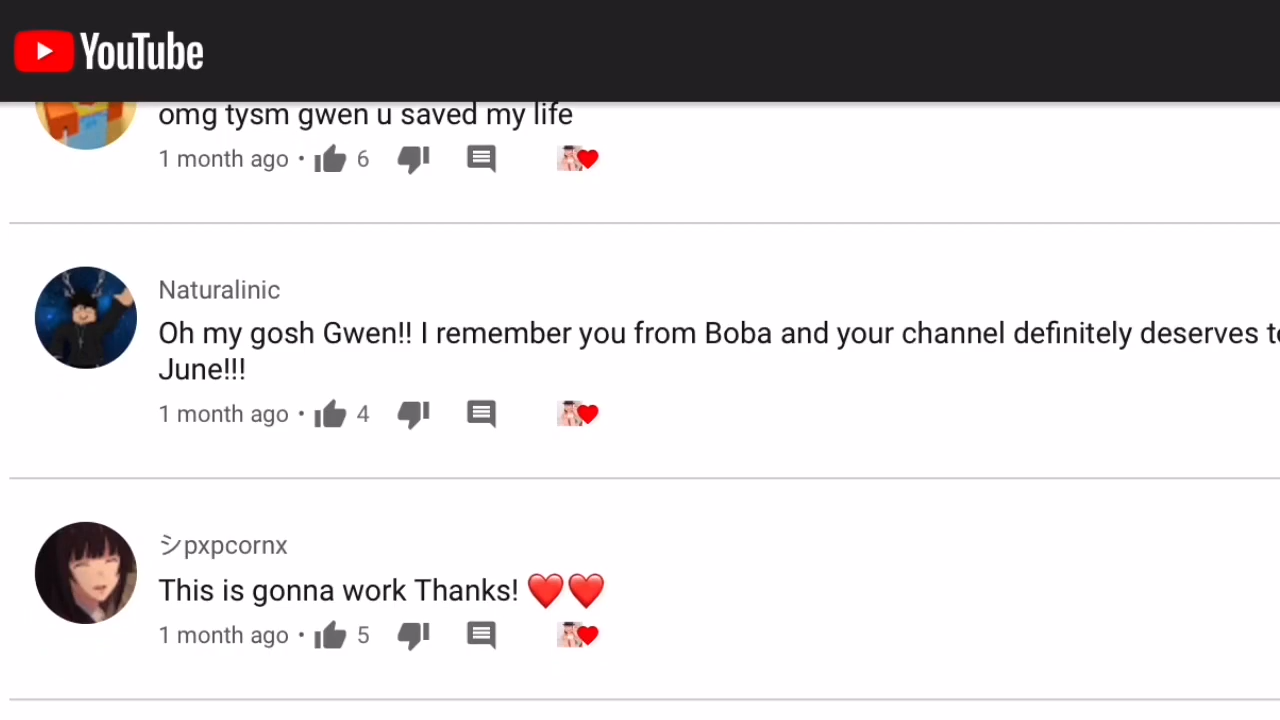 YouTube
omg tysm gwen u saved my life
1 month ago • 6
Naturalinic
Oh my gosh Gwen!! I remember you from Boba and your channel definitely deserves
June!!!
1 month ago • 4
シpxpcornx
This is gonna work Thanks! ❤️❤️
1 month ago • 5